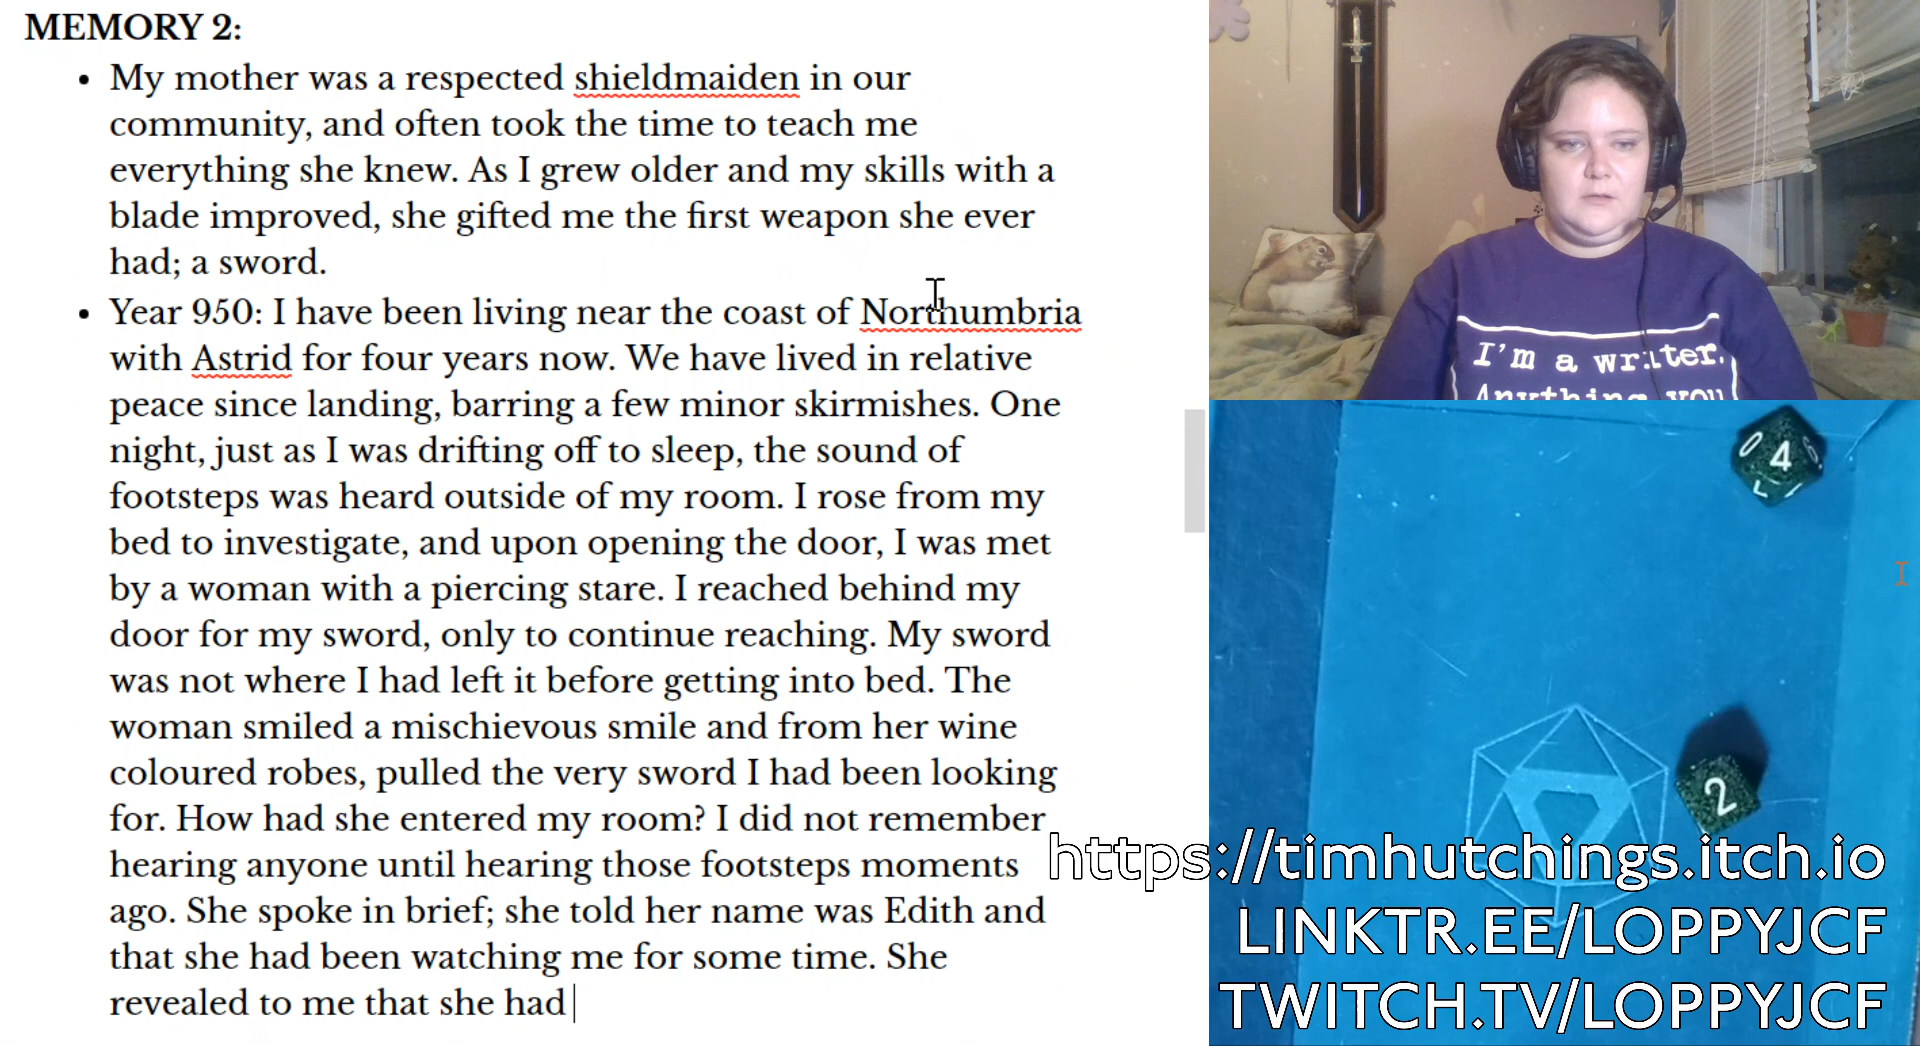 MEMORY 2:
• My mother was a respected shieldmaiden in our
community, and often took the time to teach me
everything she knew. As I grew older and my skills with a
blade improved, she gifted me the first weapon she ever
had; a sword.
• Year 950: I have been living near the coast of Northumbria
with Astrid for four years now. We have lived in relative
peace since landing, barring a few minor skirmishes. One
night, just as I was drifting off to sleep, the sound of
footsteps was heard outside of my room. I rose from my
bed to investigate, and upon opening the door, I was met
by a woman with a piercing stare. I reached behind my
door for my sword, only to continue reaching. My sword
was not where I had left it before getting into bed. The
woman smiled a mischievous smile and from her wine
coloured robes, pulled the very sword I had been looking
for. How had she entered my room? I did not remember
hearing anyone until hearing those footsteps moments
ago. She spoke in brief; she told her name was Edith and
that she had been watching me for some time. She
revealed to me that she had
I'm a writer.
Anything you
0 4
2
https://timhutchings.itch.io
LINKTR.EE/LOPPYJCF
TWITCH.TV/LOPPYJCF